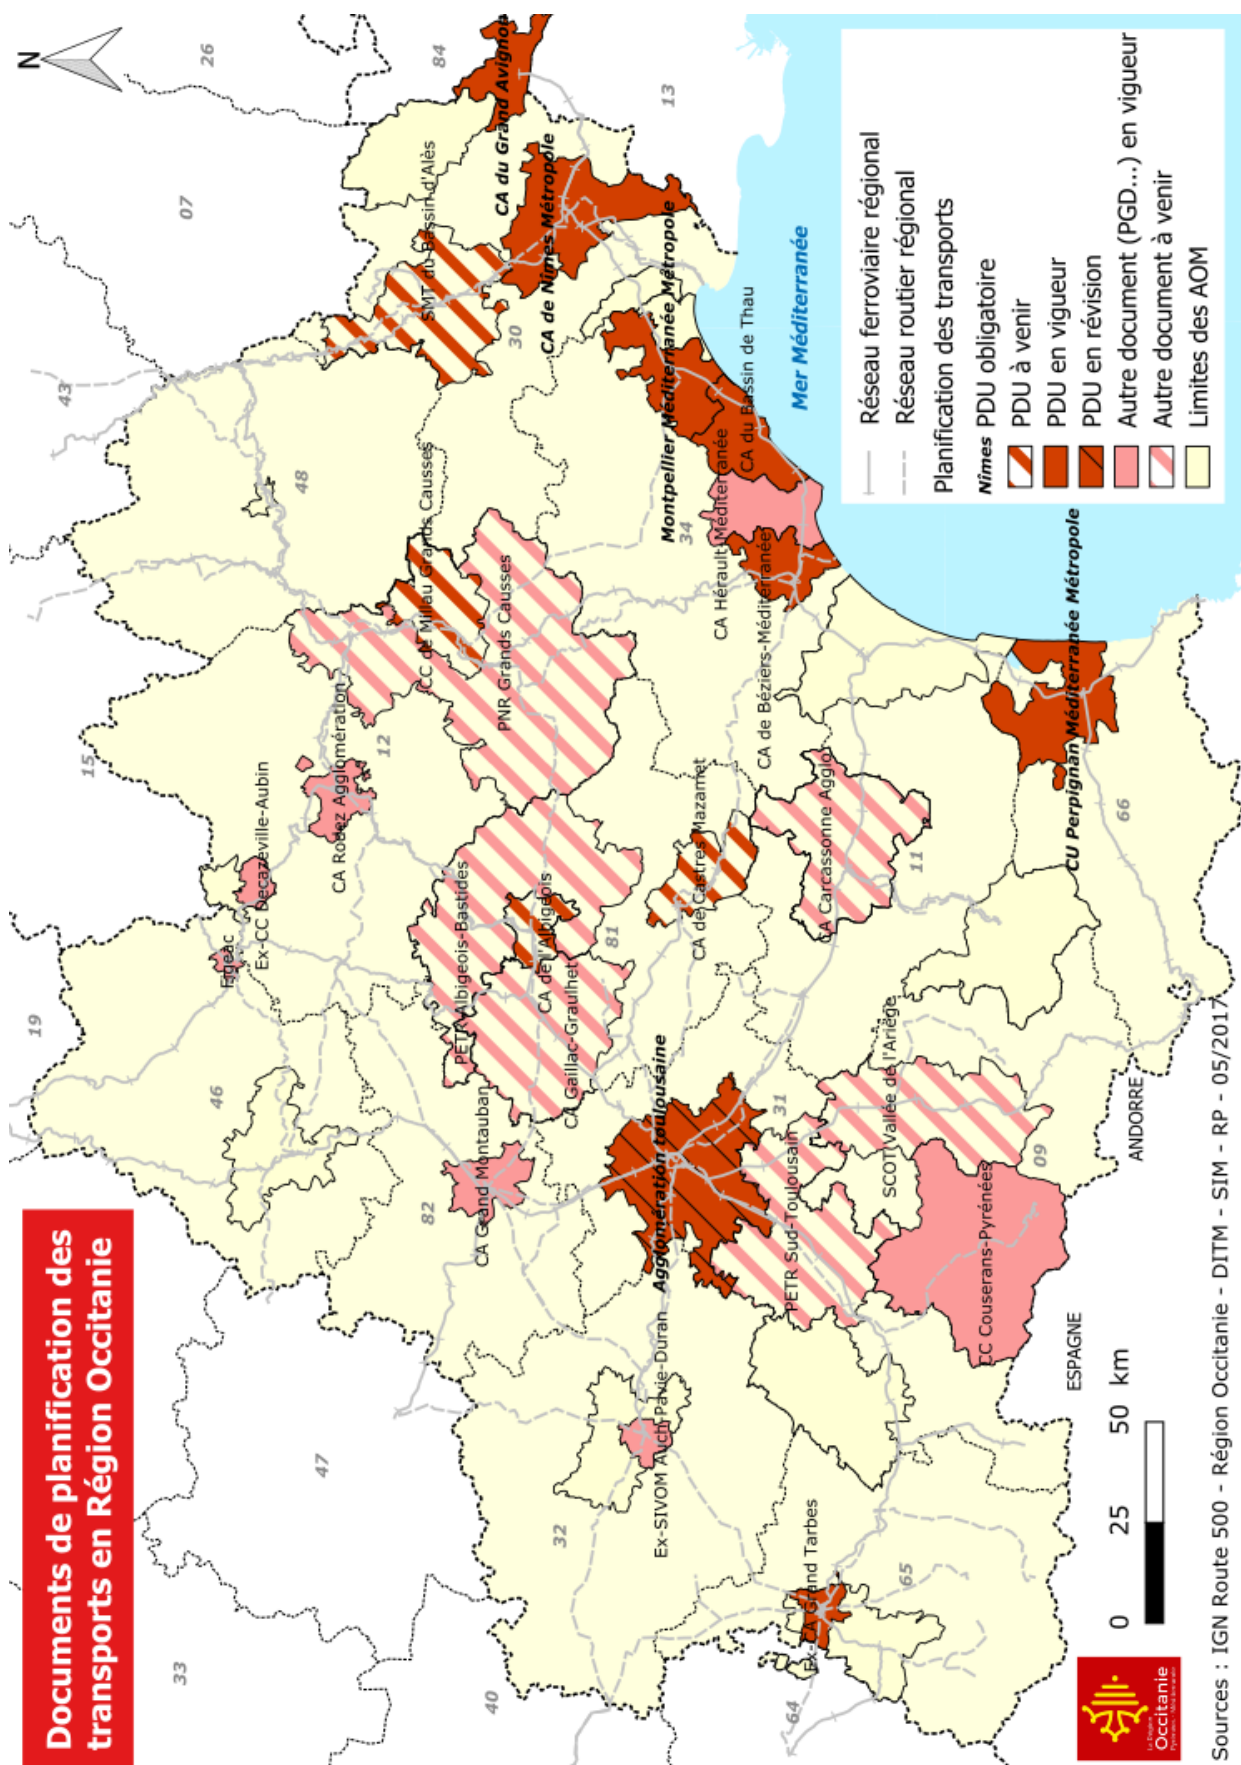 Documents de planification des
transports en Région Occitanie
N
19
15
43
07
26
84
13
33
47
46
48
12
82
30
40
32
81
34
31
64
65
09
11
66
Figeac
Ex-CC Decazeville-Aubin
CA Rodez Agglomération
CC de Millau Grands Causses
PNR Grands Causses
SMT du Bassin d'Alès
CA du Grand Avignon
CA de Nîmes Métropole
Montpellier Méditerranée Métropole
CA du Bassin de Thau
CA Hérault Méditerranée
CA de Béziers-Méditerranée
PETR Albigeois-Bastides
CA de l'Albigeois
CA Gaillac-Graulhet
CA Grand Montauban
CA de Castres Mazamet
CA Carcassonne Agglo
Agglomération toulousaine
Ex-SIVOM Auch-Pavie-Duran
PETR Sud-Toulousain
SCOT Vallée de l'Ariège
CC Couserans-Pyrénées
Ex-CA Grand Tarbes
CU Perpignan Méditerranée Métropole
Mer Méditerranée
ESPAGNE
ANDORRE
Réseau ferroviaire régional
Réseau routier régional
Planification des transports
Nîmes PDU obligatoire
PDU à venir
PDU en vigueur
PDU en révision
Autre document (PGD...) en vigueur
Autre document à venir
Limites des AOM
0 25 50 km
La Région
Occitanie
Pyrénées - Méditerranée
Sources : IGN Route 500 - Région Occitanie - DITM - SIM - RP - 05/2017